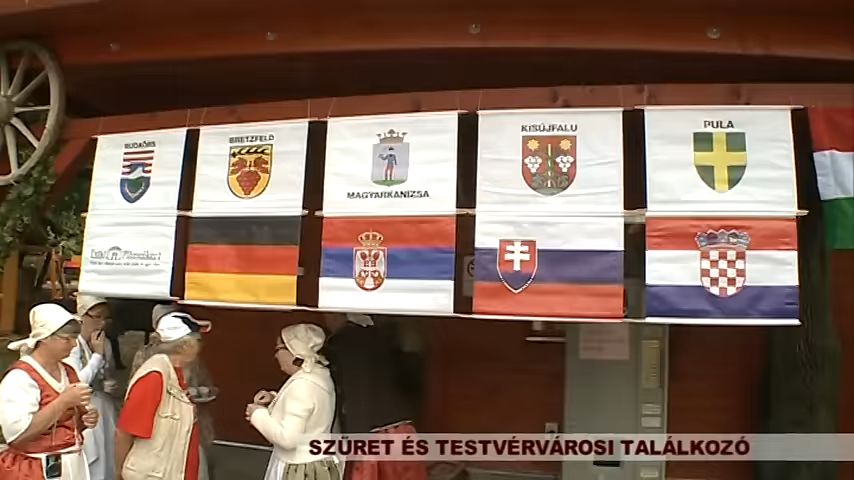 BUDAÖRS
BRETZFELD
MAGYARKANIZSA
KISÚJFALU
PULA
SZÜRET ÉS TESTVÉRVÁROSI TALÁLKOZÓ